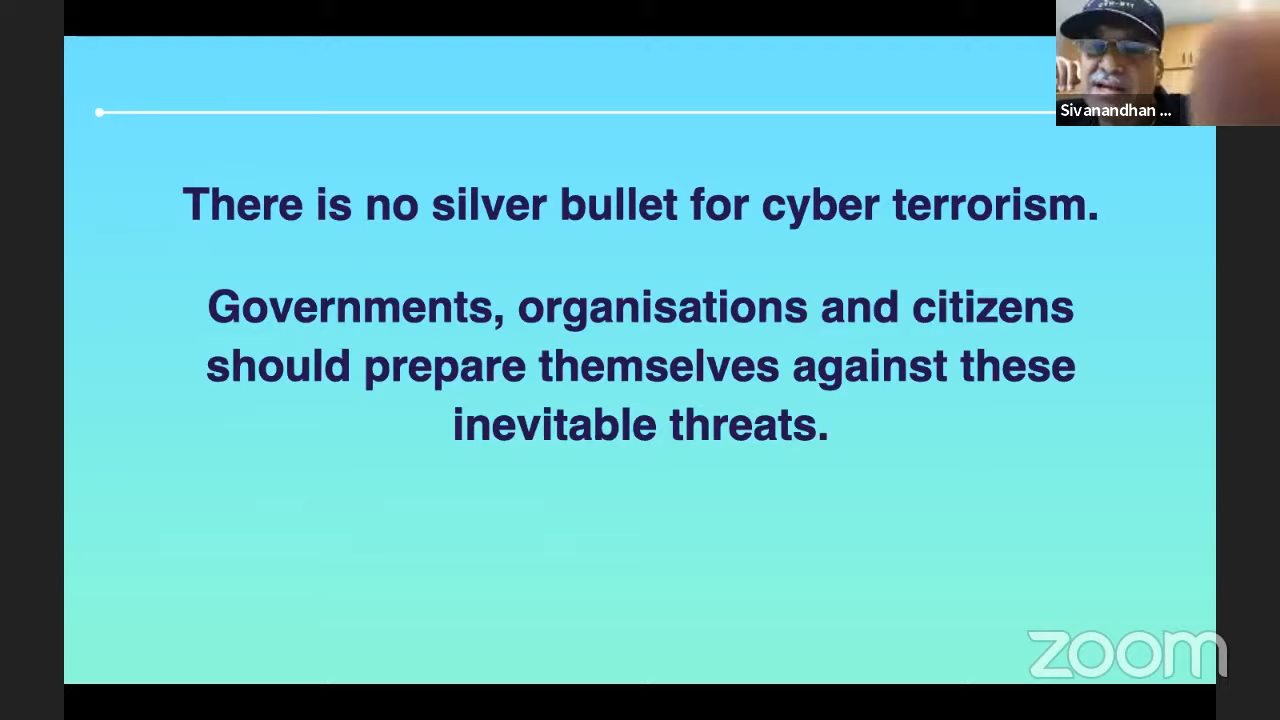 Sivanandhan ...
There is no silver bullet for cyber terrorism.
Governments, organisations and citizens
should prepare themselves against these
inevitable threats.
zoom